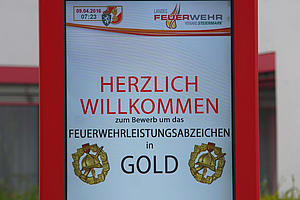 09.04.2016
07:23
LANDES
FEUERWEHR
VERBAND STEIERMARK
HERZLICH
WILLKOMMEN
zum Bewerb um das
FEUERWEHRLEISTUNGSABZEICHEN
in
GOLD